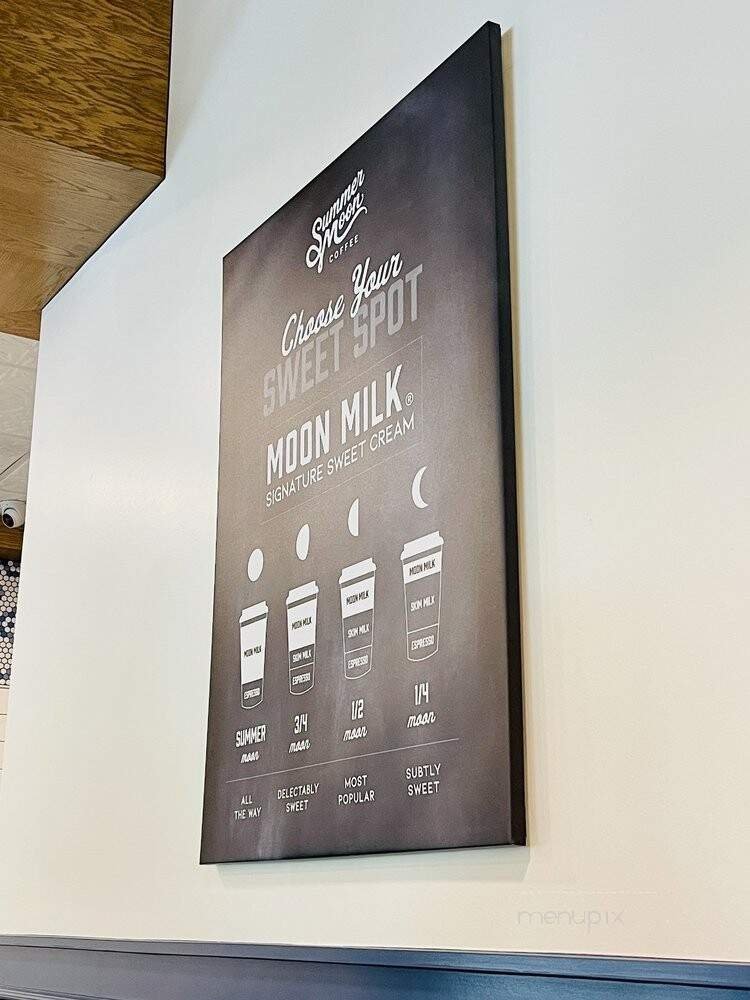 Summer
Moon
COFFEE
Choose Your
SWEET SPOT
MOON MILK®
SIGNATURE SWEET CREAM
MOON MILK
ESPRESSO
MOON MILK
SKIM MILK
ESPRESSO
MOON MILK
SKIM MILK
ESPRESSO
MOON MILK
SKIM MILK
ESPRESSO
SUMMER
moon
3/4
moon
1/2
moon
1/4
moon
ALL
THE WAY
DELECTABLY
SWEET
MOST
POPULAR
SUBTLY
SWEET
menupix